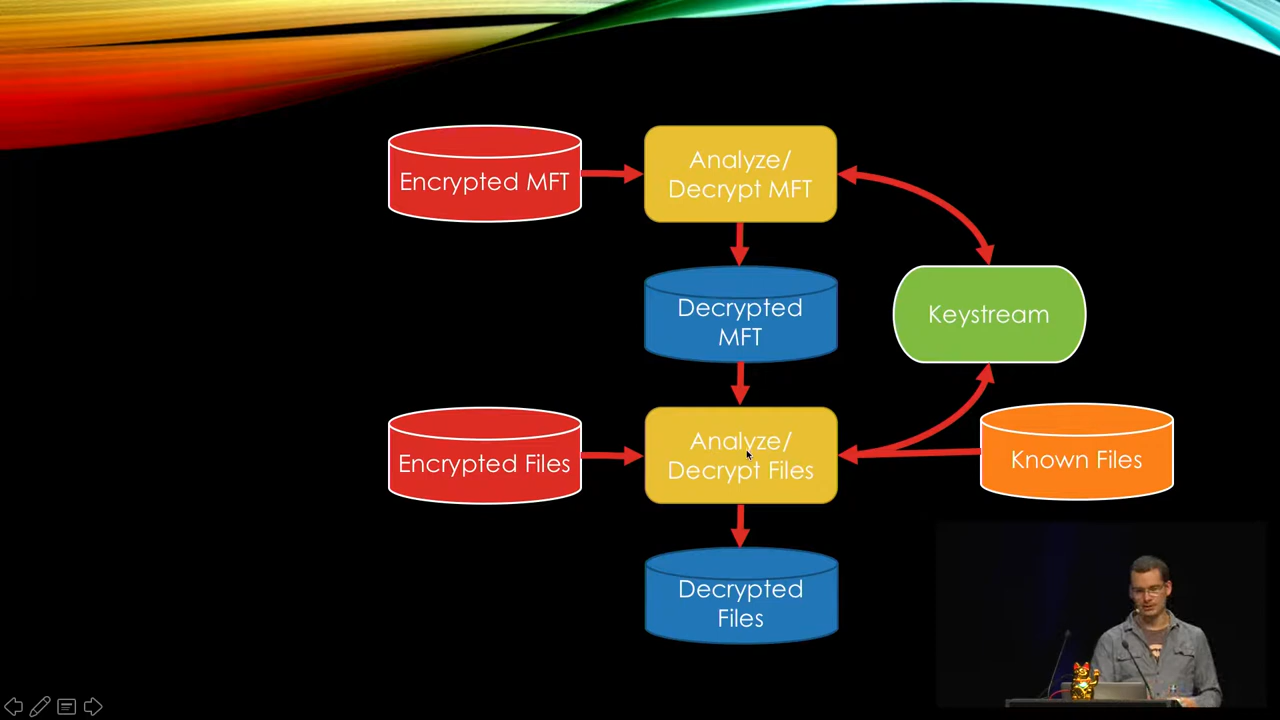 Encrypted MFT
Analyze/
Decrypt MFT
Decrypted
MFT
Keystream
Encrypted Files
Analyze/
Decrypt Files
Known Files
Decrypted
Files